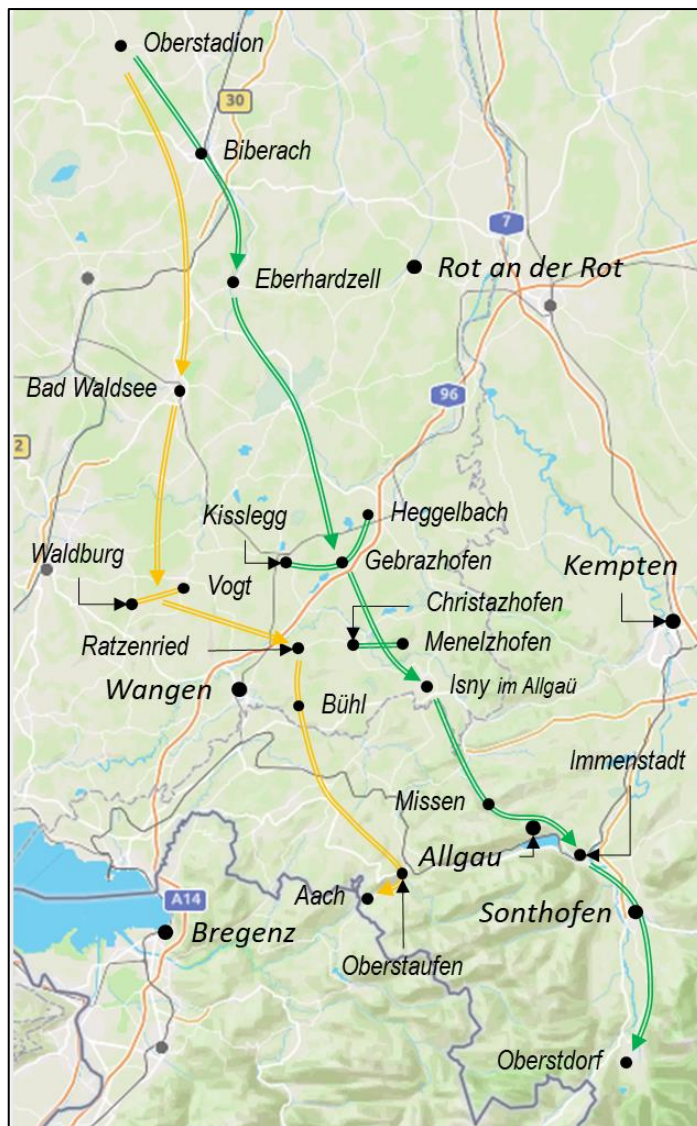 Oberstadion
30
Biberach
7
Eberhardzell
Rot an der Rot
Bad Waldsee
96
2
Kisslegg
Heggelbach
Waldburg
Vogt
Gebrazhofen
Kempten
Christazhofen
Ratzenried
Menelzhofen
Wangen
Bühl
Isny im Allgaü
Immenstadt
Missen
Allgau
Aach
A14
Bregenz
Sonthofen
Oberstaufen
Oberstdorf